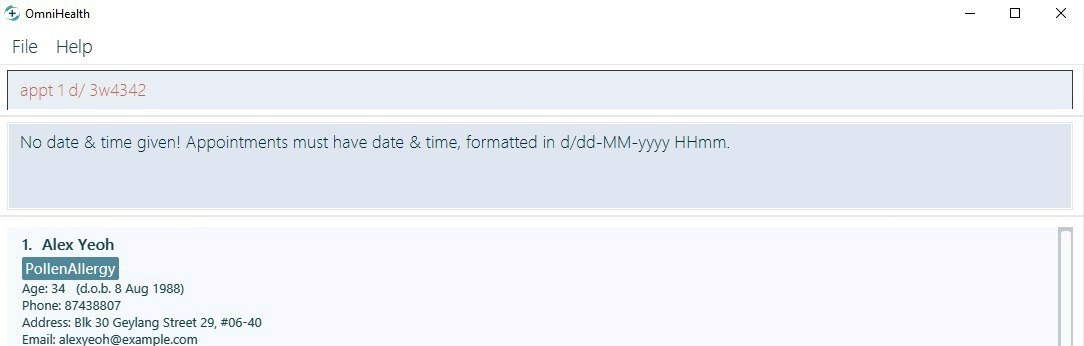 OmniHealth
File Help
appt 1 d/ 3w4342
No date & time given! Appointments must have date & time, formatted in d/dd-MM-yyyy HHmm.
1. Alex Yeoh
PollenAllergy
Age: 34 (d.o.b. 8 Aug 1988)
Phone: 87438807
Address: Blk 30 Geylang Street 29, #06-40
Email: alexyeoh@example.com